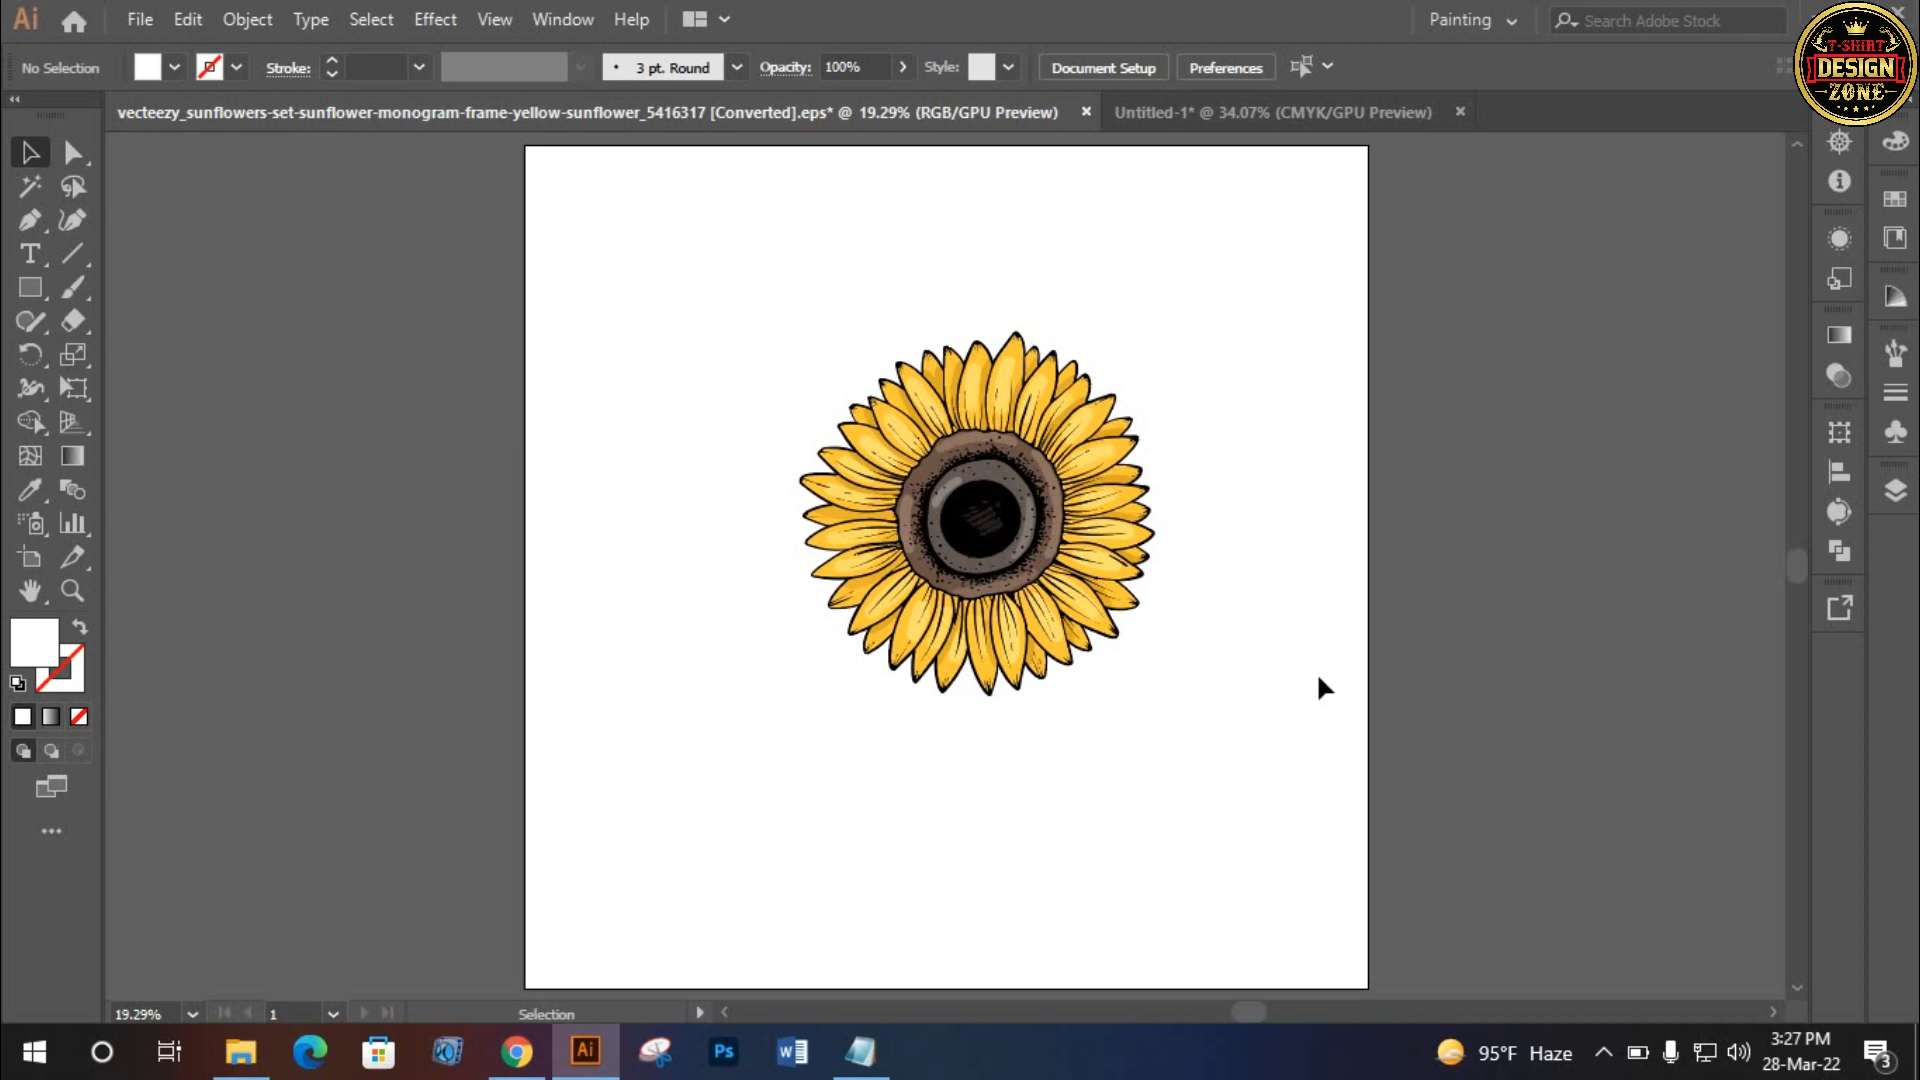 Ai File Edit Object Type Select Effect View Window Help Painting Search Adobe Stock
No Selection Stroke: 3 pt. Round Opacity: 100% Style: Document Setup Preferences
T-SHIRT
DESIGN
ZONE
vecteezy_sunflowers-set-sunflower-monogram-frame-yellow-sunflower_5416317 [Converted].eps* @ 19.29% (RGB/GPU Preview) Untitled-1* @ 34.07% (CMYK/GPU Preview)
19.29% 1 Selection
Ai Ps 95°F Haze 3:27 PM
28-Mar-22 3